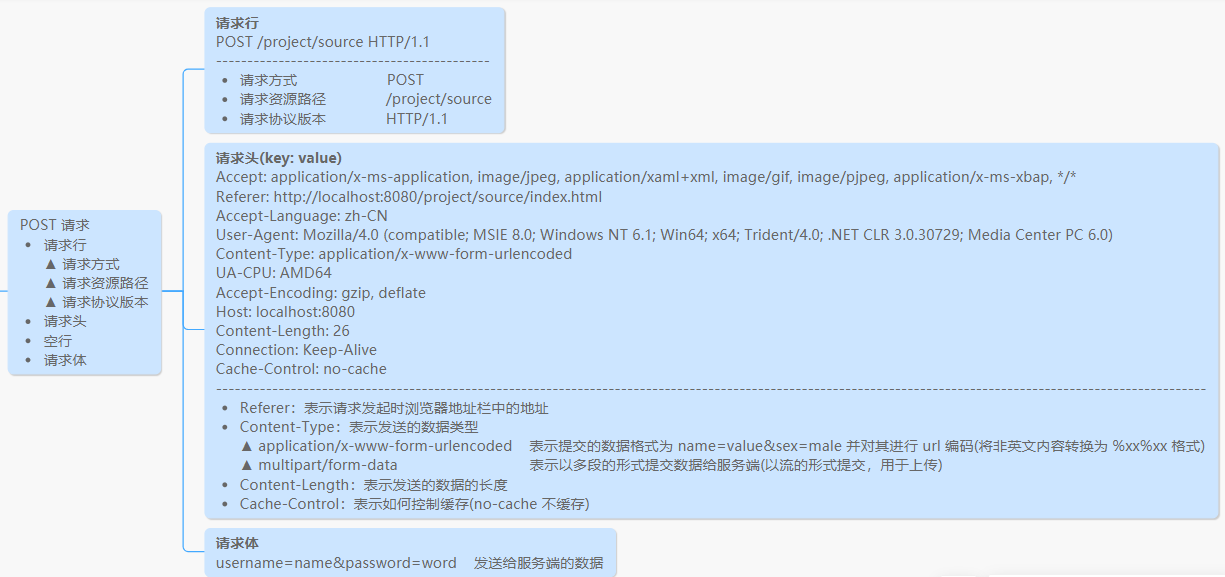 POST 请求
• 请求行
▲ 请求方式
▲ 请求资源路径
▲ 请求协议版本
• 请求头
• 空行
• 请求体
请求行
POST /project/source HTTP/1.1
• 请求方式 POST
• 请求资源路径 /project/source
• 请求协议版本 HTTP/1.1
请求头(key: value)
Accept: application/x-ms-application, image/jpeg, application/xaml+xml, image/gif, image/pjpeg, application/x-ms-xbap, */*
Referer: http://localhost:8080/project/source/index.html
Accept-Language: zh-CN
User-Agent: Mozilla/4.0 (compatible; MSIE 8.0; Windows NT 6.1; Win64; x64; Trident/4.0; .NET CLR 3.0.30729; Media Center PC 6.0)
Content-Type: application/x-www-form-urlencoded
UA-CPU: AMD64
Accept-Encoding: gzip, deflate
Host: localhost:8080
Content-Length: 26
Connection: Keep-Alive
Cache-Control: no-cache
• Referer：表示请求发起时浏览器地址栏中的地址
• Content-Type：表示发送的数据类型
▲ application/x-www-form-urlencoded 表示提交的数据格式为 name=value&sex=male 并对其进行 url 编码(将非英文内容转换为 %xx%xx 格式)
▲ multipart/form-data 表示以多段的形式提交数据给服务端(以流的形式提交，用于上传)
• Content-Length：表示发送的数据的长度
• Cache-Control：表示如何控制缓存(no-cache 不缓存)
请求体
username=name&password=word 发送给服务端的数据